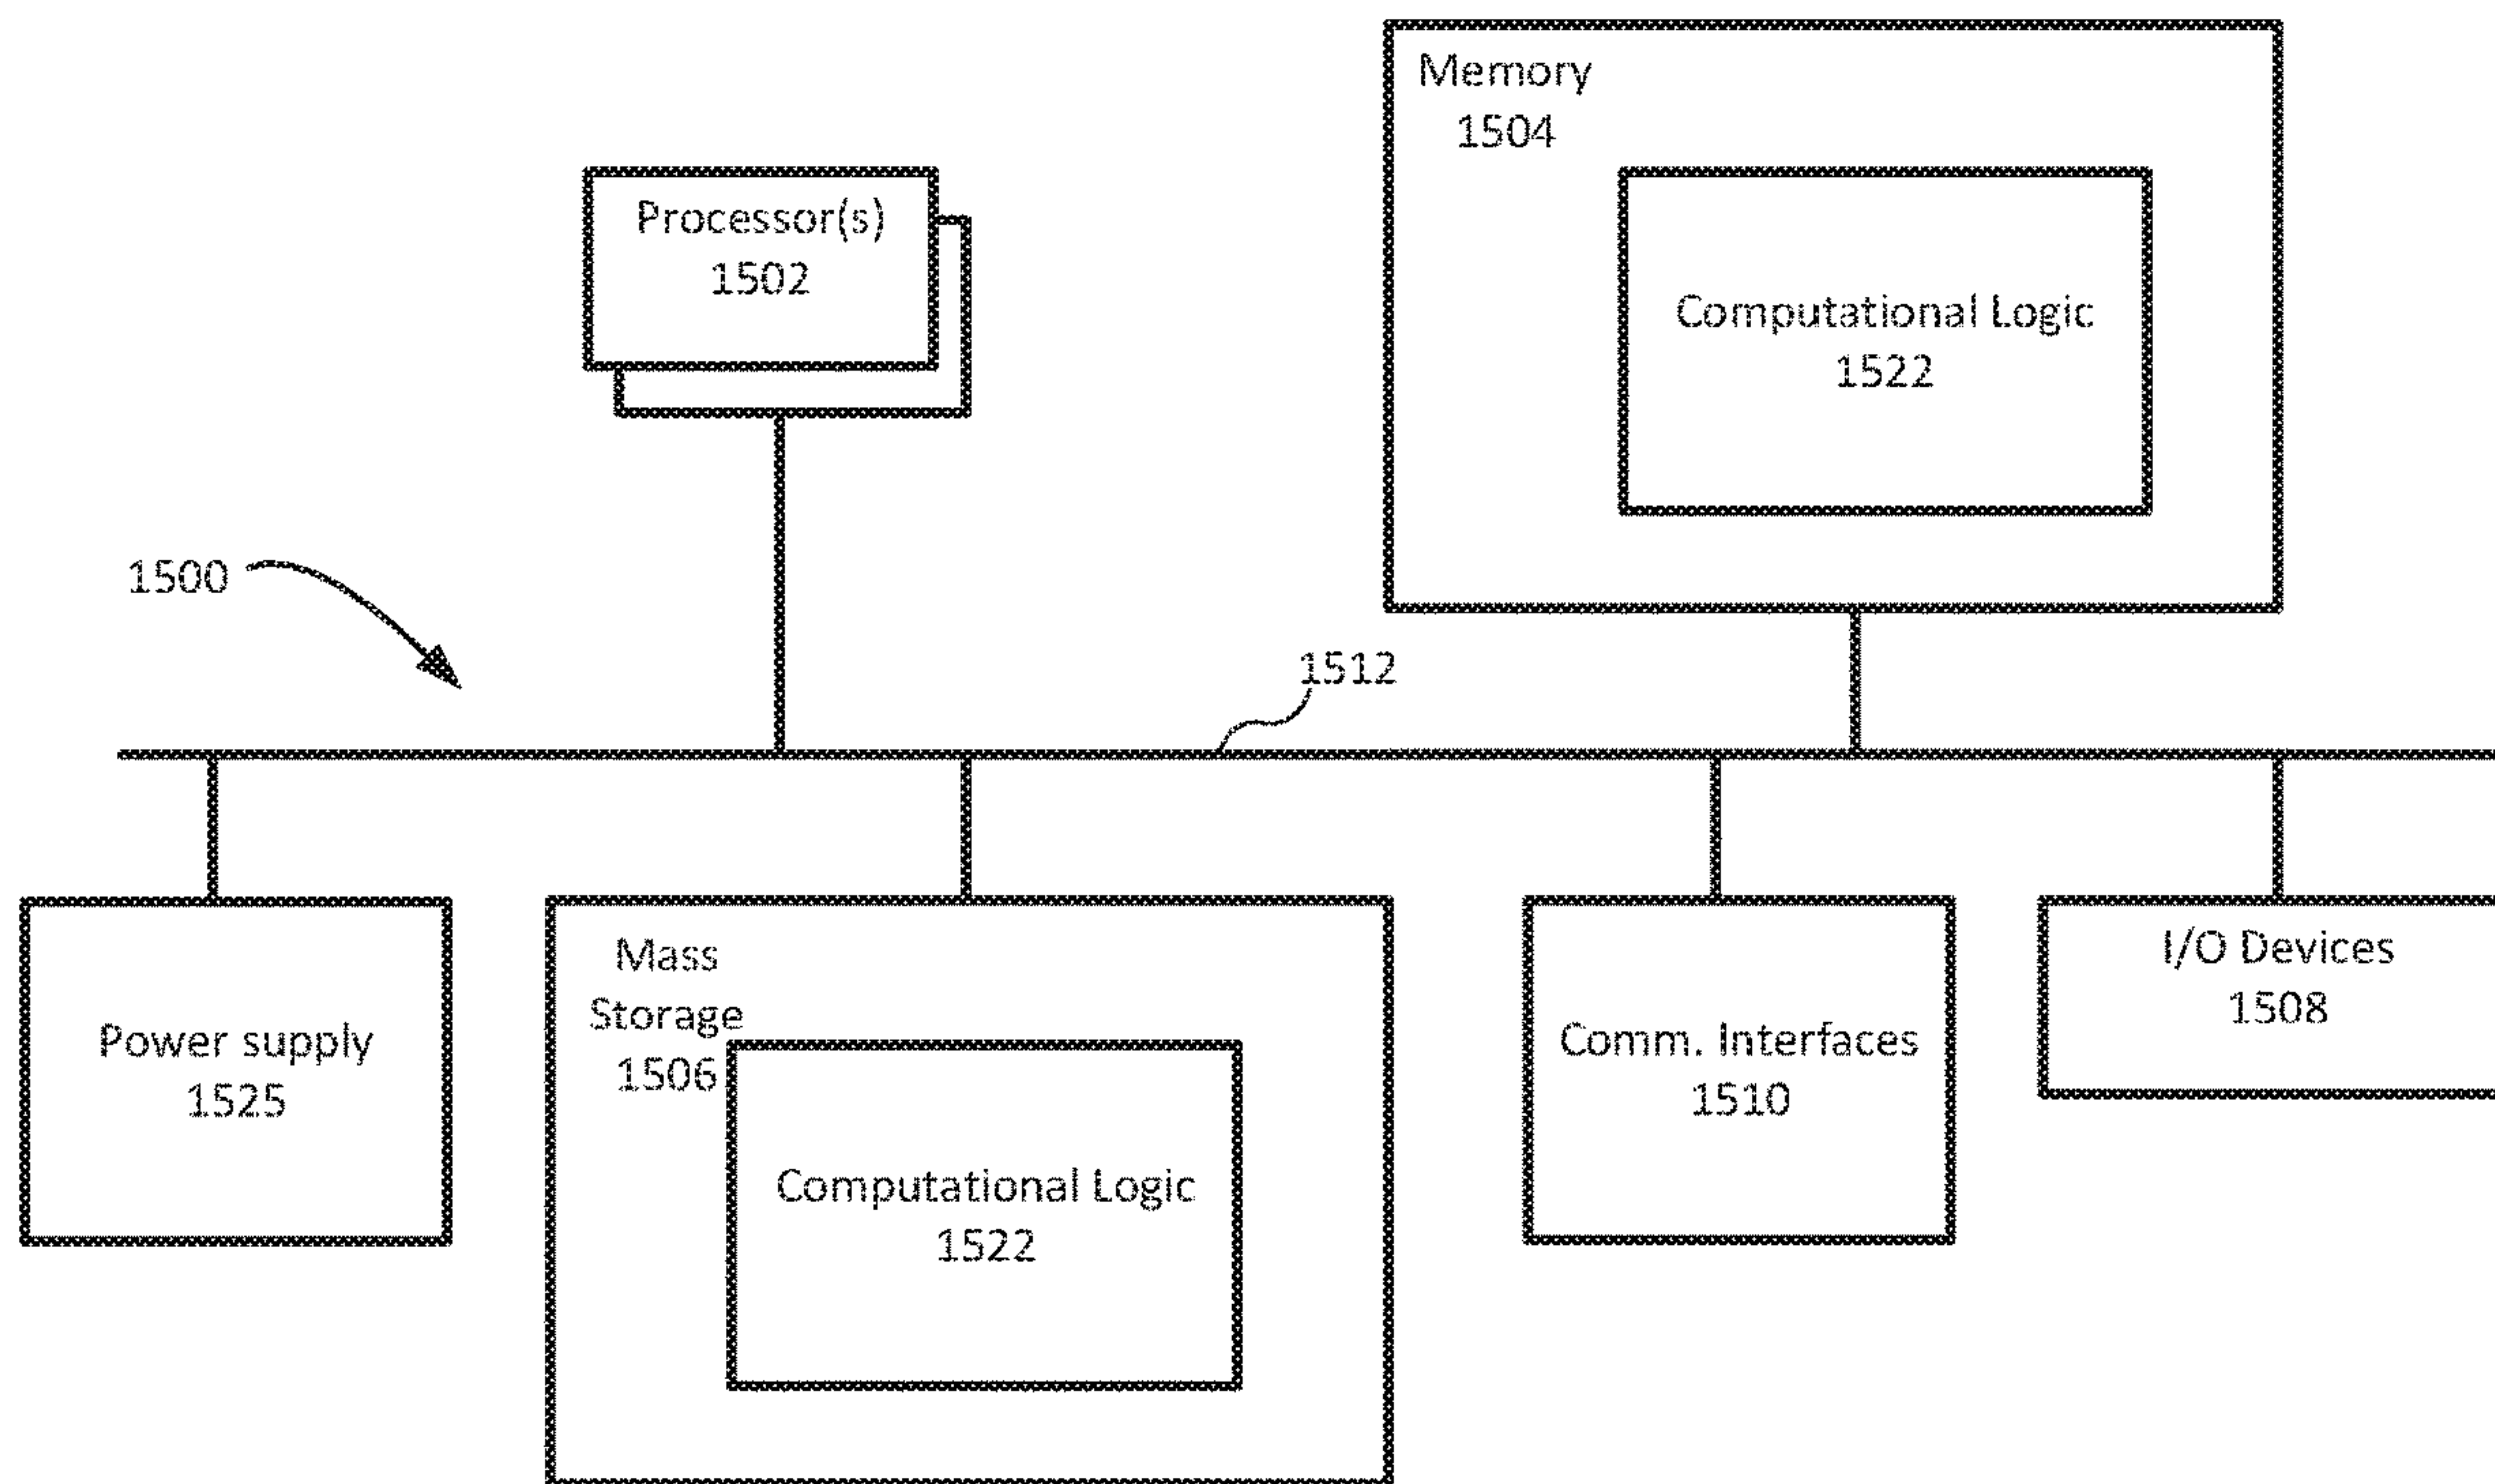 Memory
1504
Processor(s)
1502
Computational Logic
1522
1500
1512
Power supply
1525
Mass
Storage
1506
Computational Logic
1522
Comm. Interfaces
1510
I/O Devices
1508